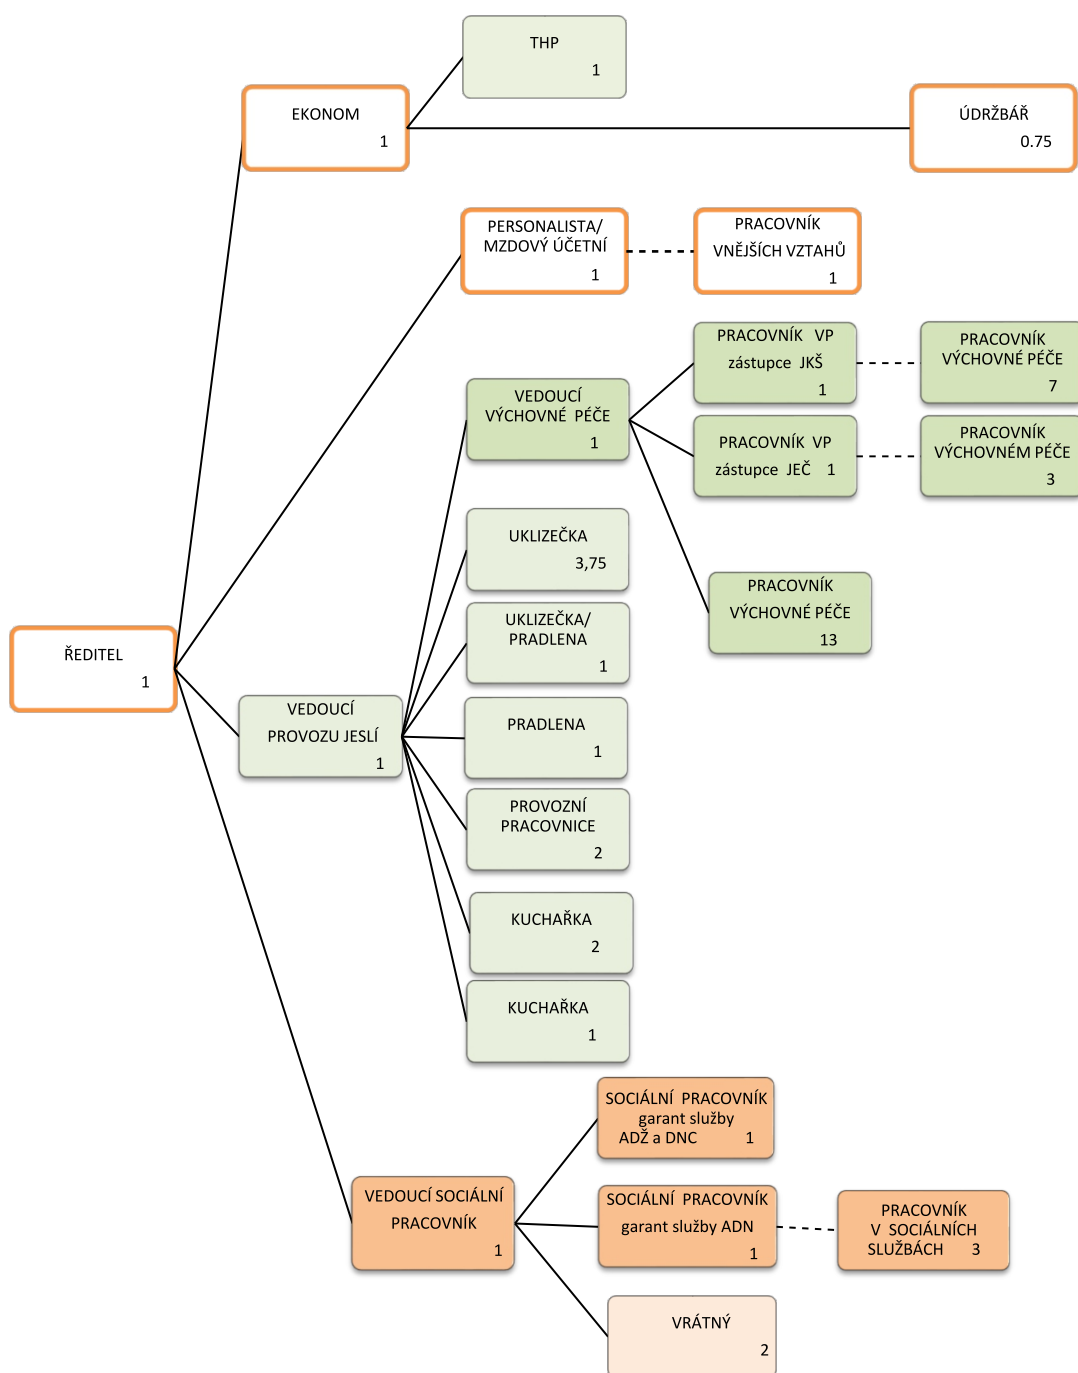 THP
1
EKONOM
1
ÚDRŽBÁŘ
0.75
PERSONALISTA/
MZDOVÝ ÚČETNÍ
1
PRACOVNÍK
VNĚJŠÍCH VZTAHŮ
1
PRACOVNÍK VP
zástupce JKŠ
1
PRACOVNÍK
VÝCHOVNÉ PÉČE
7
VEDOUCÍ
VÝCHOVNÉ PÉČE
1
PRACOVNÍK VP
zástupce JEČ 1
PRACOVNÍK
VÝCHOVNÉM PÉČE
3
UKLIZEČKA
3,75
PRACOVNÍK
VÝCHOVNÉ PÉČE
13
UKLIZEČKA/
PRADLENA
1
ŘEDITEL
1
VEDOUCÍ
PROVOZU JESLÍ
1
PRADLENA
1
PROVOZNÍ
PRACOVNICE
2
KUCHAŘKA
2
KUCHAŘKA
1
SOCIÁLNÍ PRACOVNÍK
garant služby
ADŽ a DNC 1
VEDOUCÍ SOCIÁLNÍ
PRACOVNÍK
1
SOCIÁLNÍ PRACOVNÍK
garant služby ADN
1
PRACOVNÍK
V SOCIÁLNÍCH
SLUŽBÁCH 3
VRÁTNÝ
2